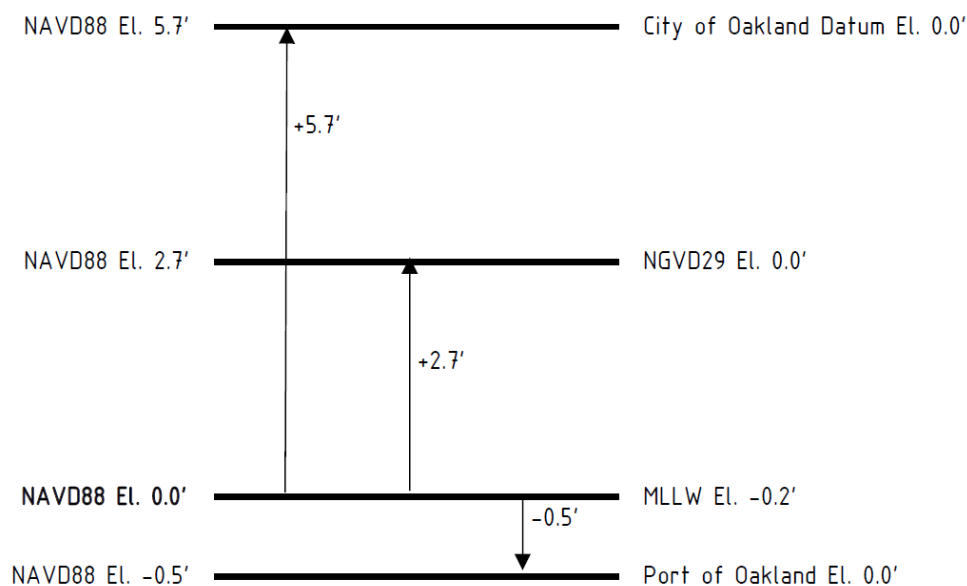 NAVD88 El. 5.7' City of Oakland Datum El. 0.0'
+5.7'
NAVD88 El. 2.7' NGVD29 El. 0.0'
+2.7'
NAVD88 El. 0.0' MLLW El. -0.2'
-0.5'
NAVD88 El. -0.5' Port of Oakland El. 0.0'